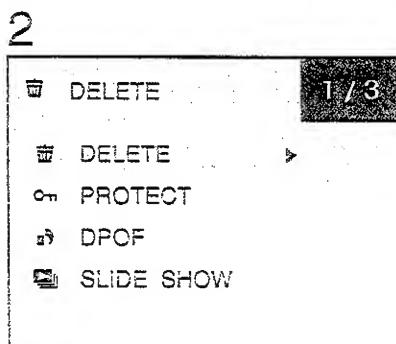 2
DELETE 1/3
DELETE
PROTECT
DPOF
SLIDE SHOW